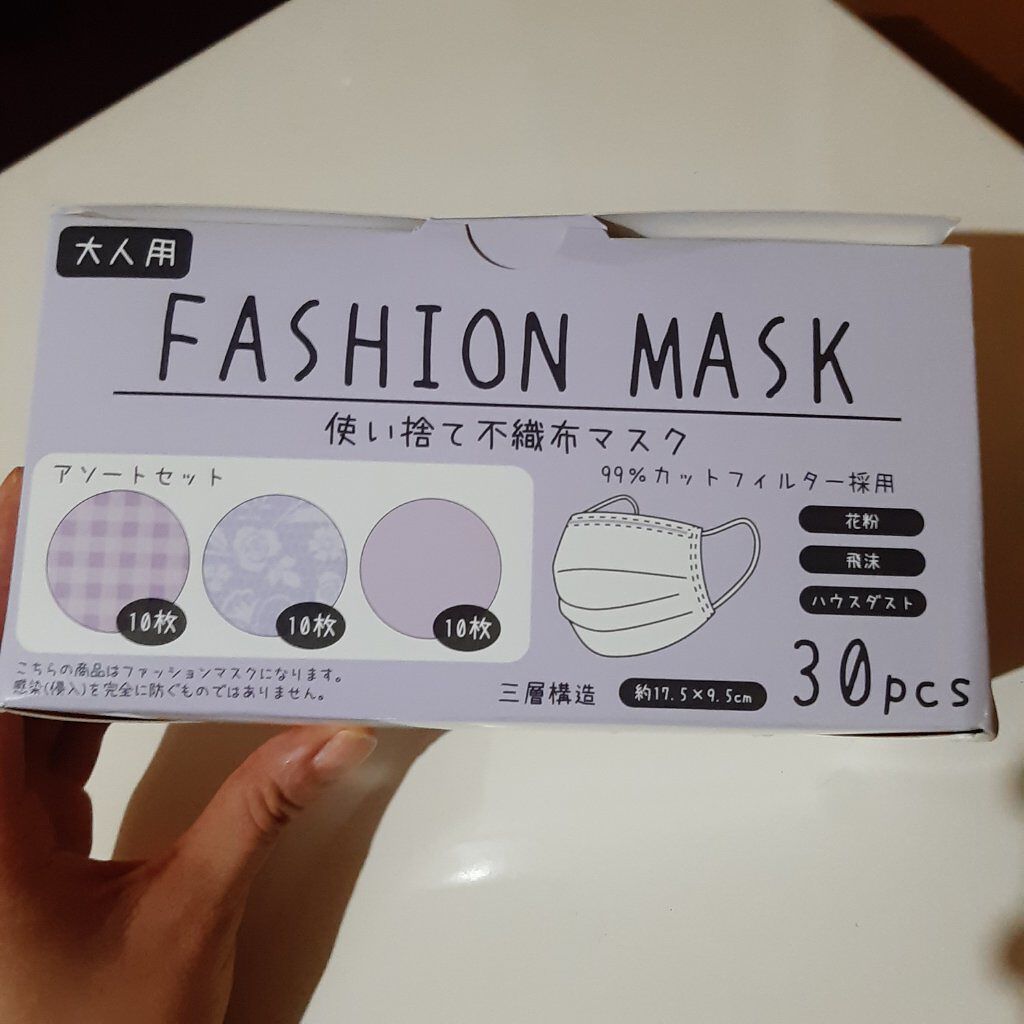 大人用
FASHION MASK
使い捨て不織布マスク
アソートセット
10枚
10枚
10枚
こちらの商品はファッションマスクになります。
感染(侵入)を完全に防ぐものではありません。
99%カットフィルター採用
花粉
飛沫
ハウスダスト
三層構造
約17.5×9.5cm
30pcs